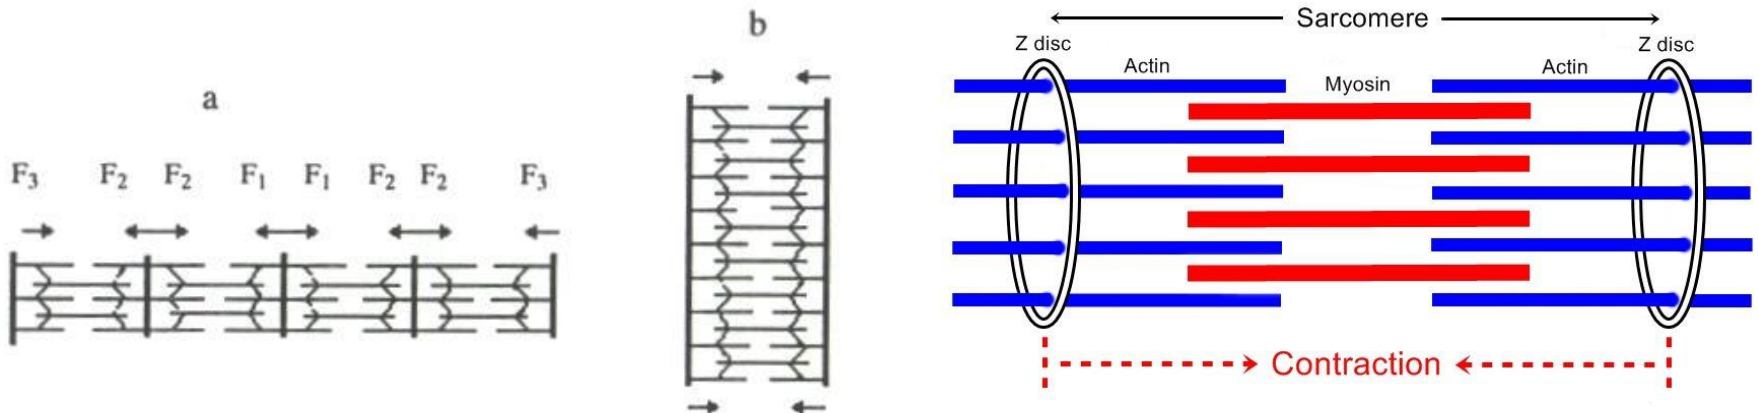 a
F₃ F₂ F₂ F₁ F₁ F₂ F₂ F₃
b
Sarcomere
Z disc Z disc
Actin Myosin Actin
Contraction